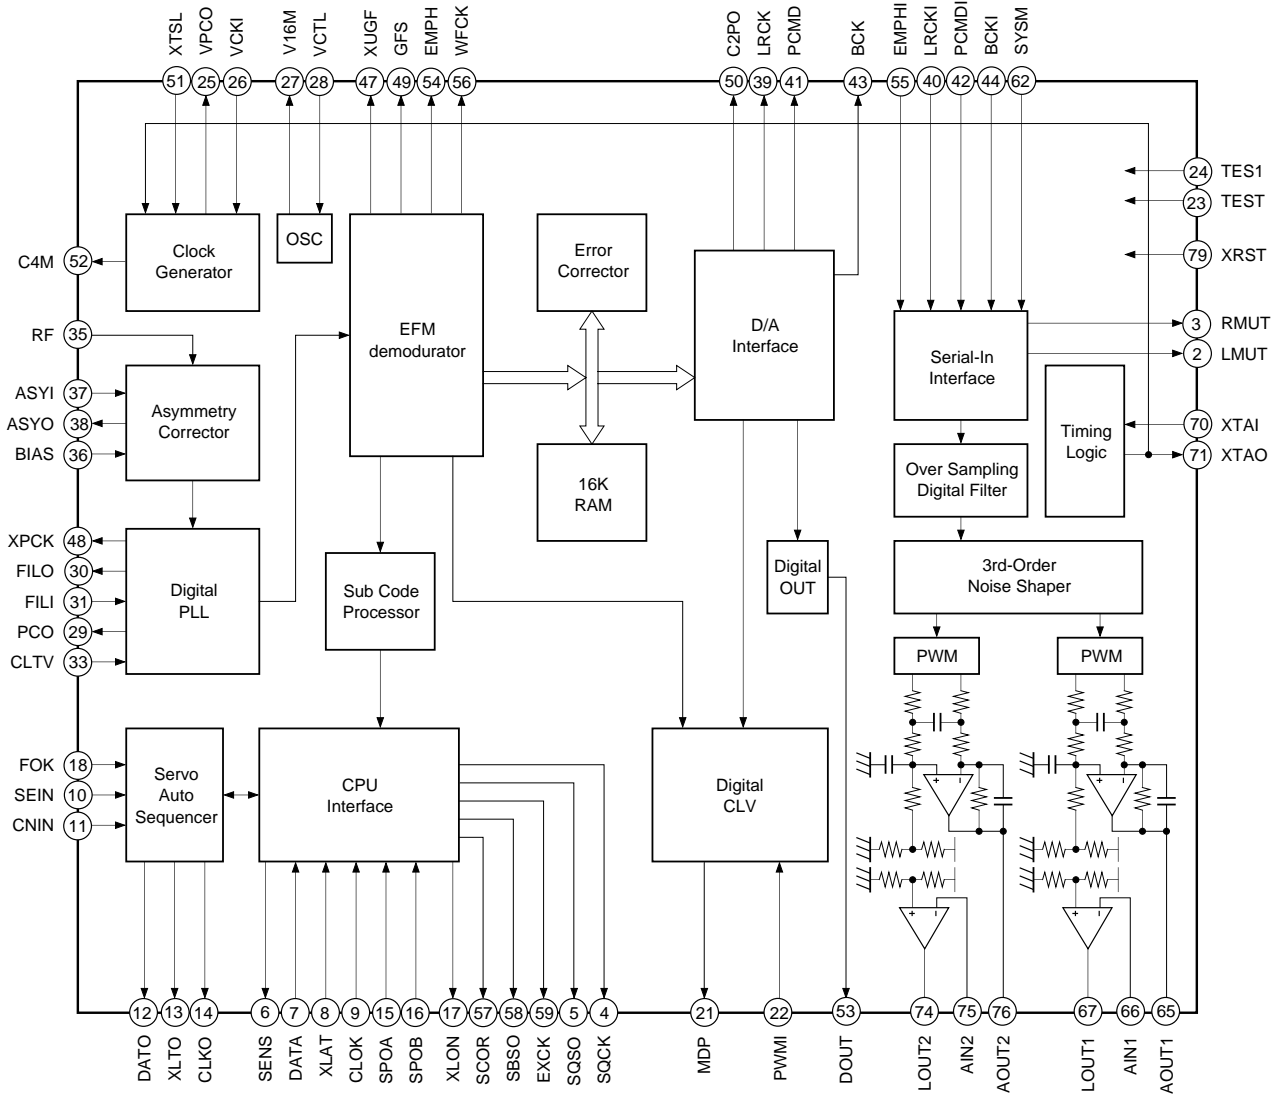 XTSL
VPCO
VCKI
V16M
VCTL
XUGF
GFS
EMPH
WFCK
C2PO
LRCK
PCMD
BCK
EMPHI
LRCKI
PCMDI
BCKI
SYSM
51
25
26
27
28
47
49
54
56
50
39
41
43
55
40
42
44
62
24 TES1
23 TEST
79 XRST
3 RMUT
2 LMUT
70 XTAI
71 XTAO
C4M 52
RF 35
ASYI 37
ASYO 38
BIAS 36
XPCK 48
FILO 30
FILI 31
PCO 29
CLTV 33
FOK 18
SEIN 10
CNIN 11
Clock
Generator
OSC
EFM
demodurator
Error
Corrector
D/A
Interface
Serial-In
Interface
Timing
Logic
Asymmetry
Corrector
16K
RAM
Over Sampling
Digital Filter
Digital
PLL
Sub Code
Processor
Digital
OUT
3rd-Order
Noise Shaper
PWM
PWM
Servo
Auto
Sequencer
CPU
Interface
Digital
CLV
+
–
+
–
+
–
+
–
12
13
14
6
7
8
9
15
16
17
57
58
59
5
4
21
22
53
74
75
76
67
66
65
DATO
XLTO
CLKO
SENS
DATA
XLAT
CLOK
SPOA
SPOB
XLON
SCOR
SBSO
EXCK
SQSO
SQCK
MDP
PWMI
DOUT
LOUT2
AIN2
AOUT2
LOUT1
AIN1
AOUT1